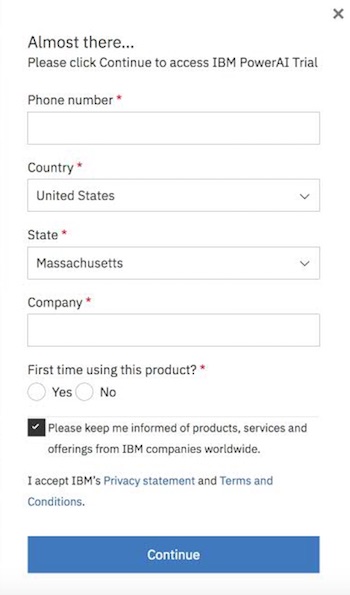 Almost there...
Please click Continue to access IBM PowerAI Trial
Phone number *
Country *
United States
State *
Massachusetts
Company *
First time using this product? *
Yes No
Please keep me informed of products, services and
offerings from IBM companies worldwide.
I accept IBM's Privacy statement and Terms and
Conditions.
Continue